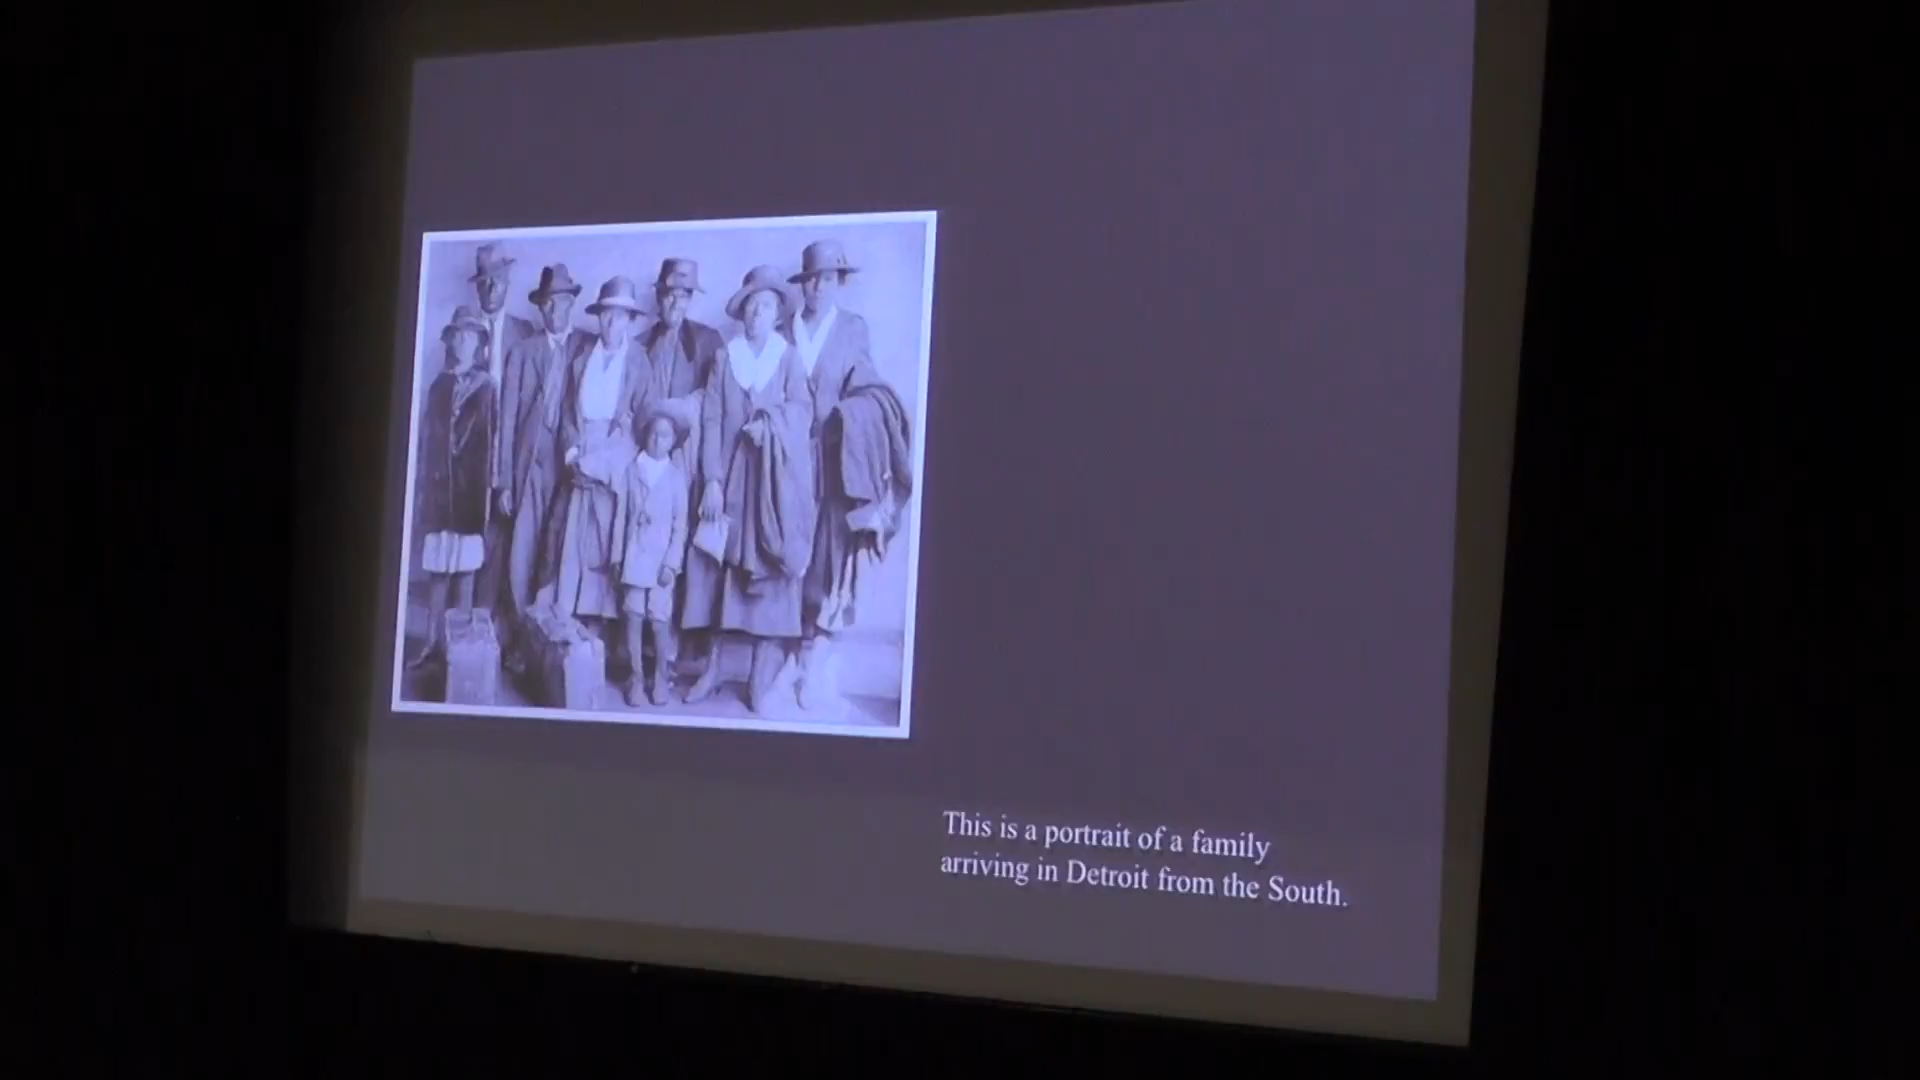 This is a portrait of a family
arriving in Detroit from the South.